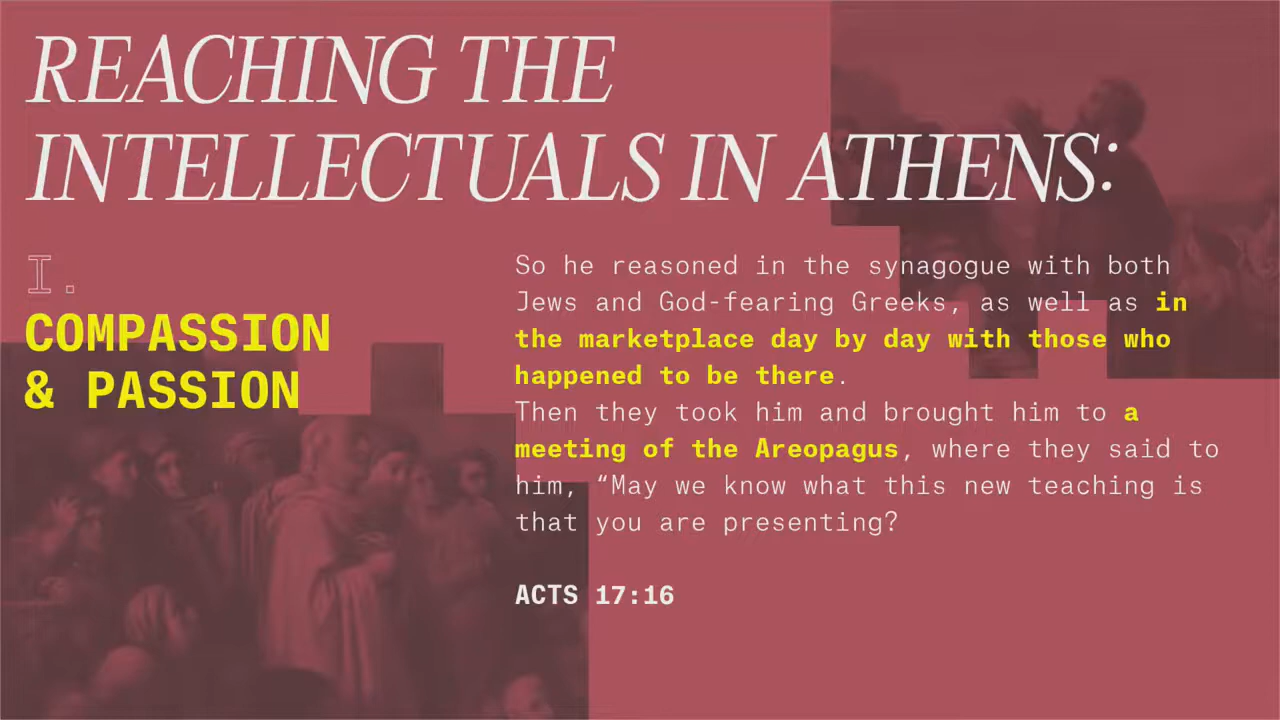 REACHING THE
INTELLECTUALS IN ATHENS:
I.
COMPASSION
& PASSION
So he reasoned in the synagogue with both
Jews and God-fearing Greeks, as well as in
the marketplace day by day with those who
happened to be there.
Then they took him and brought him to a
meeting of the Areopagus, where they said to
him, “May we know what this new teaching is
that you are presenting?
ACTS 17:16